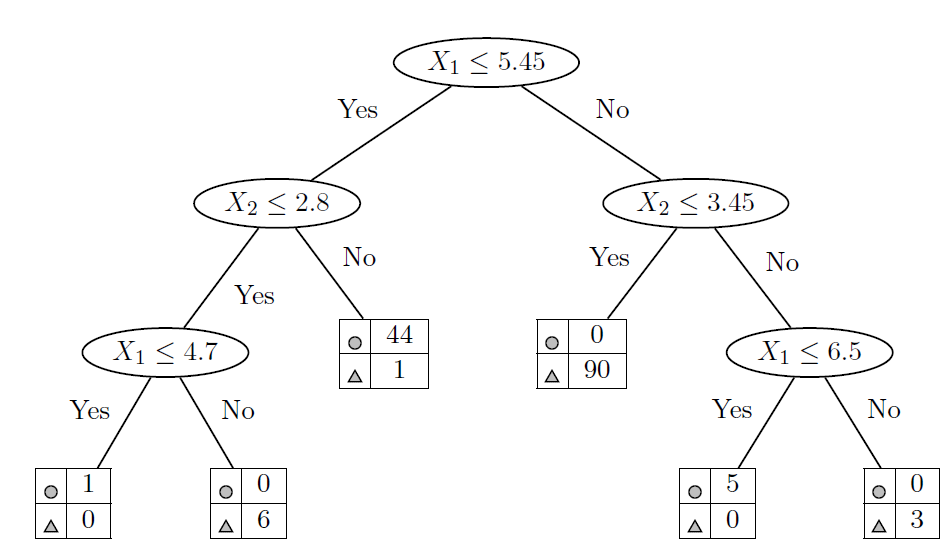 X₁ ≤ 5.45
Yes No
X₂ ≤ 2.8 X₂ ≤ 3.45
Yes No Yes No
44 0
1 90
X₁ ≤ 4.7 X₁ ≤ 6.5
Yes No Yes No
1 0 5 0
0 6 0 3